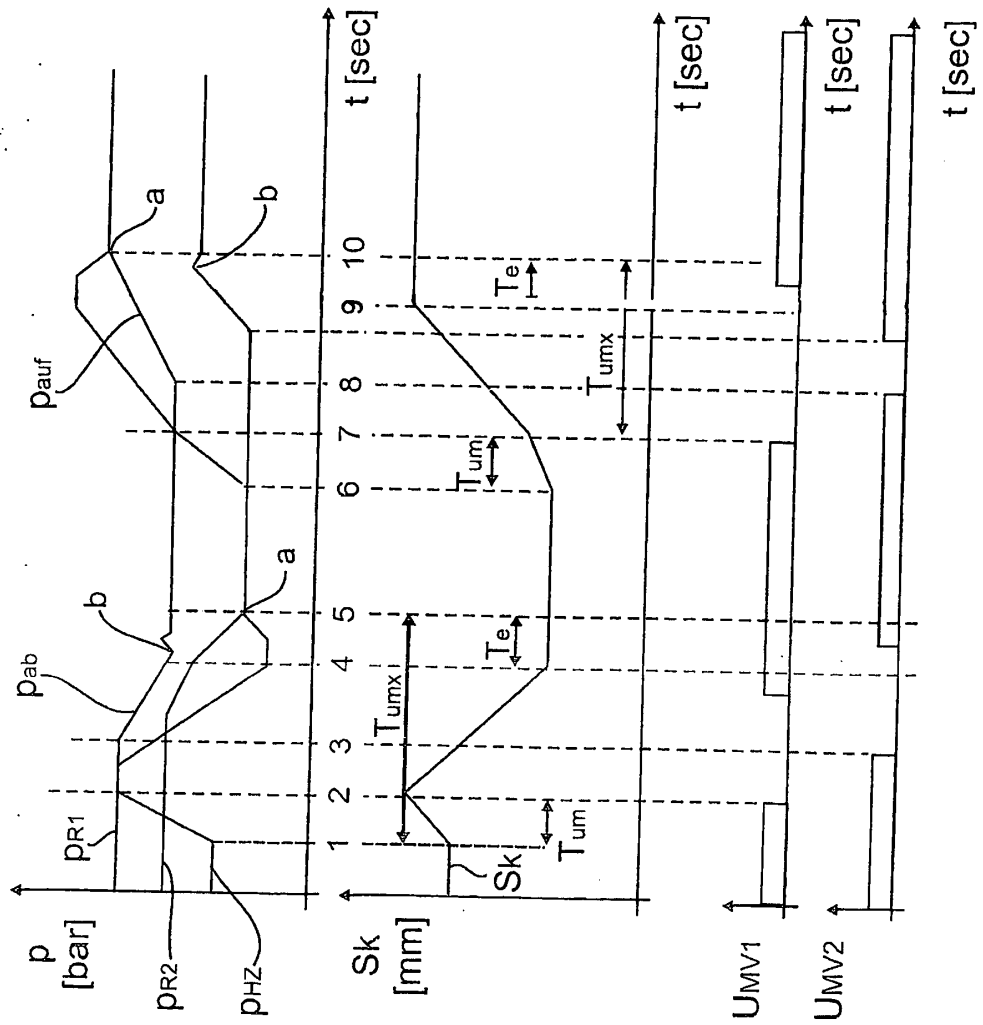 p
[bar]
pR1
pR2
pHZ
pab
b
a
pauf
a
b
t [sec]
1
2
3
4
5
6
7
8
9
10
Sk
[mm]
Sk
Tum
Tumx
Te
Tum
Tumx
Te
t [sec]
UMV1
t [sec]
UMV2
t [sec]